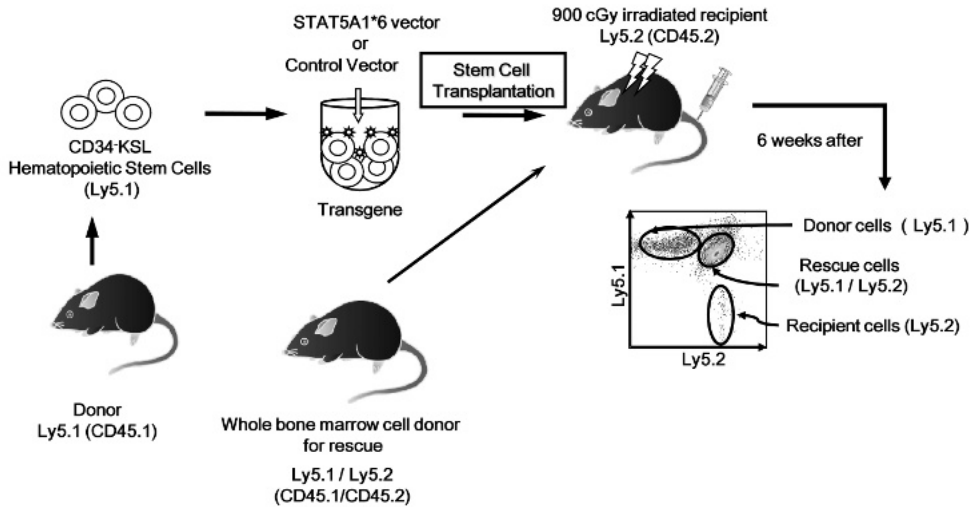 STAT5A1*6 vector
or
Control Vector
Transgene
CD34-KSL
Hematopoietic Stem Cells
(Ly5.1)
Donor
Ly5.1 (CD45.1)
Stem Cell
Transplantation
900 cGy irradiated recipient
Ly5.2 (CD45.2)
Whole bone marrow cell donor
for rescue
Ly5.1 / Ly5.2
(CD45.1/CD45.2)
6 weeks after
Ly5.1
Ly5.2
Donor cells ( Ly5.1)
Rescue cells
(Ly5.1 / Ly5.2)
Recipient cells (Ly5.2)